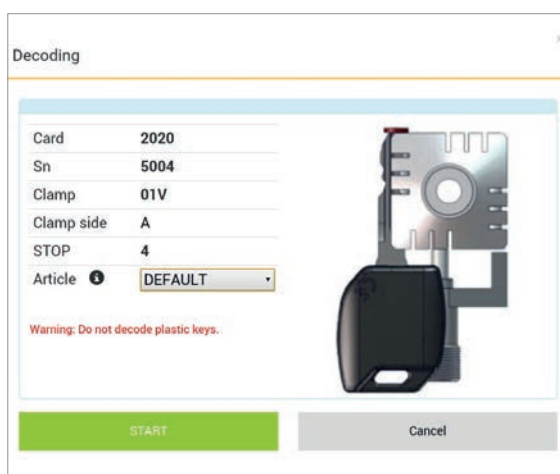 Decoding
Card 2020
Sn 5004
Clamp 01V
Clamp side A
STOP 4
Article DEFAULT
Warning: Do not decode plastic keys.
START Cancel